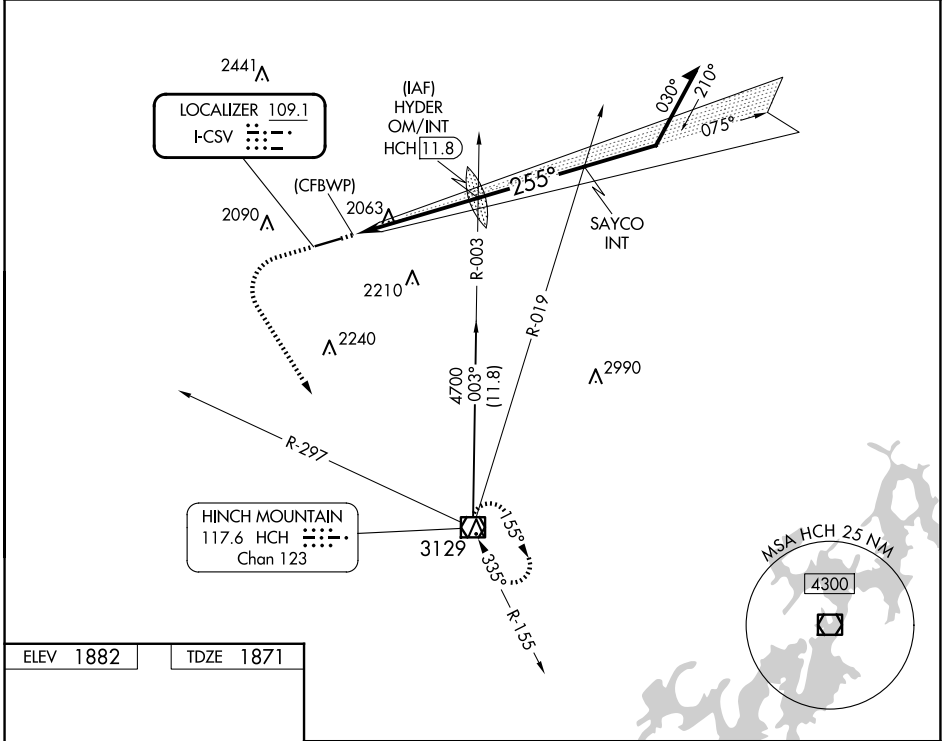 2441
LOCALIZER 109.1
I-CSV
(IAF)
HYDER
OM/INT
HCH 11.8
030°
210°
075°
255°
(CFBWP)
2063
2090
SAYCO
INT
R-003
2210
R-019
2240
2990
4700
003°
(11.8)
R-297
HINCH MOUNTAIN
117.6 HCH
Chan 123
3129
155°
335°
R-155
MSA HCH 25 NM
4300
ELEV 1882
TDZE 1871